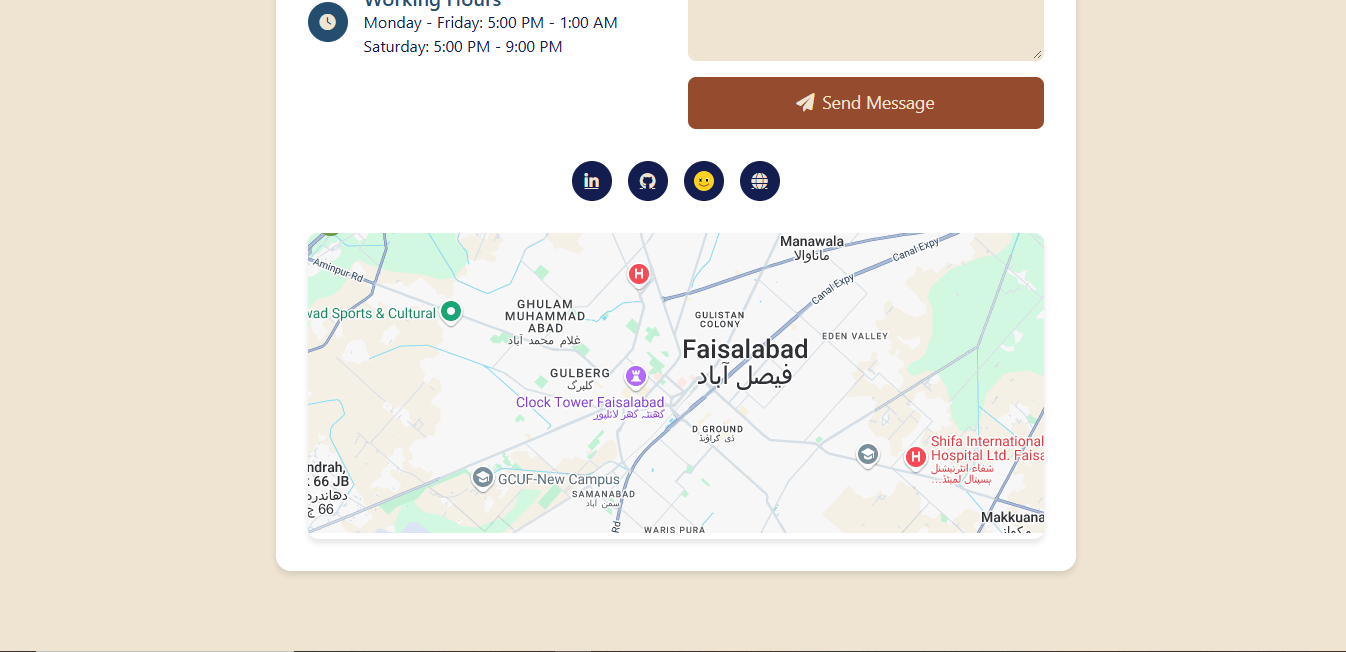 Working Hours
Monday - Friday: 5:00 PM - 1:00 AM
Saturday: 5:00 PM - 9:00 PM
Send Message
in
Manawala
ماناوالا
Canal Expy
Aminpur Rd
H
Canal Expy
wad Sports & Cultural
GHULAM
MUHAMMAD
ABAD
غلام محمد آباد
GULISTAN
COLONY
EDEN VALLEY
Faisalabad
فیصل آباد
GULBERG
گلبرگ
Clock Tower Faisalabad
گھنٹہ گھر لائلپور
D GROUND
ڈی گراؤنڈ
H
Shifa International
Hospital Ltd. Faisa
شفاء انٹرنیشنل
ہسپتال لمیٹڈ...
ndrah,
66 JB
دھاندرہ
66 ج
GCUF-New Campus
SAMANABAD
سمن آباد
Rd
WARIS PURA
Makkuana
مکوانہ